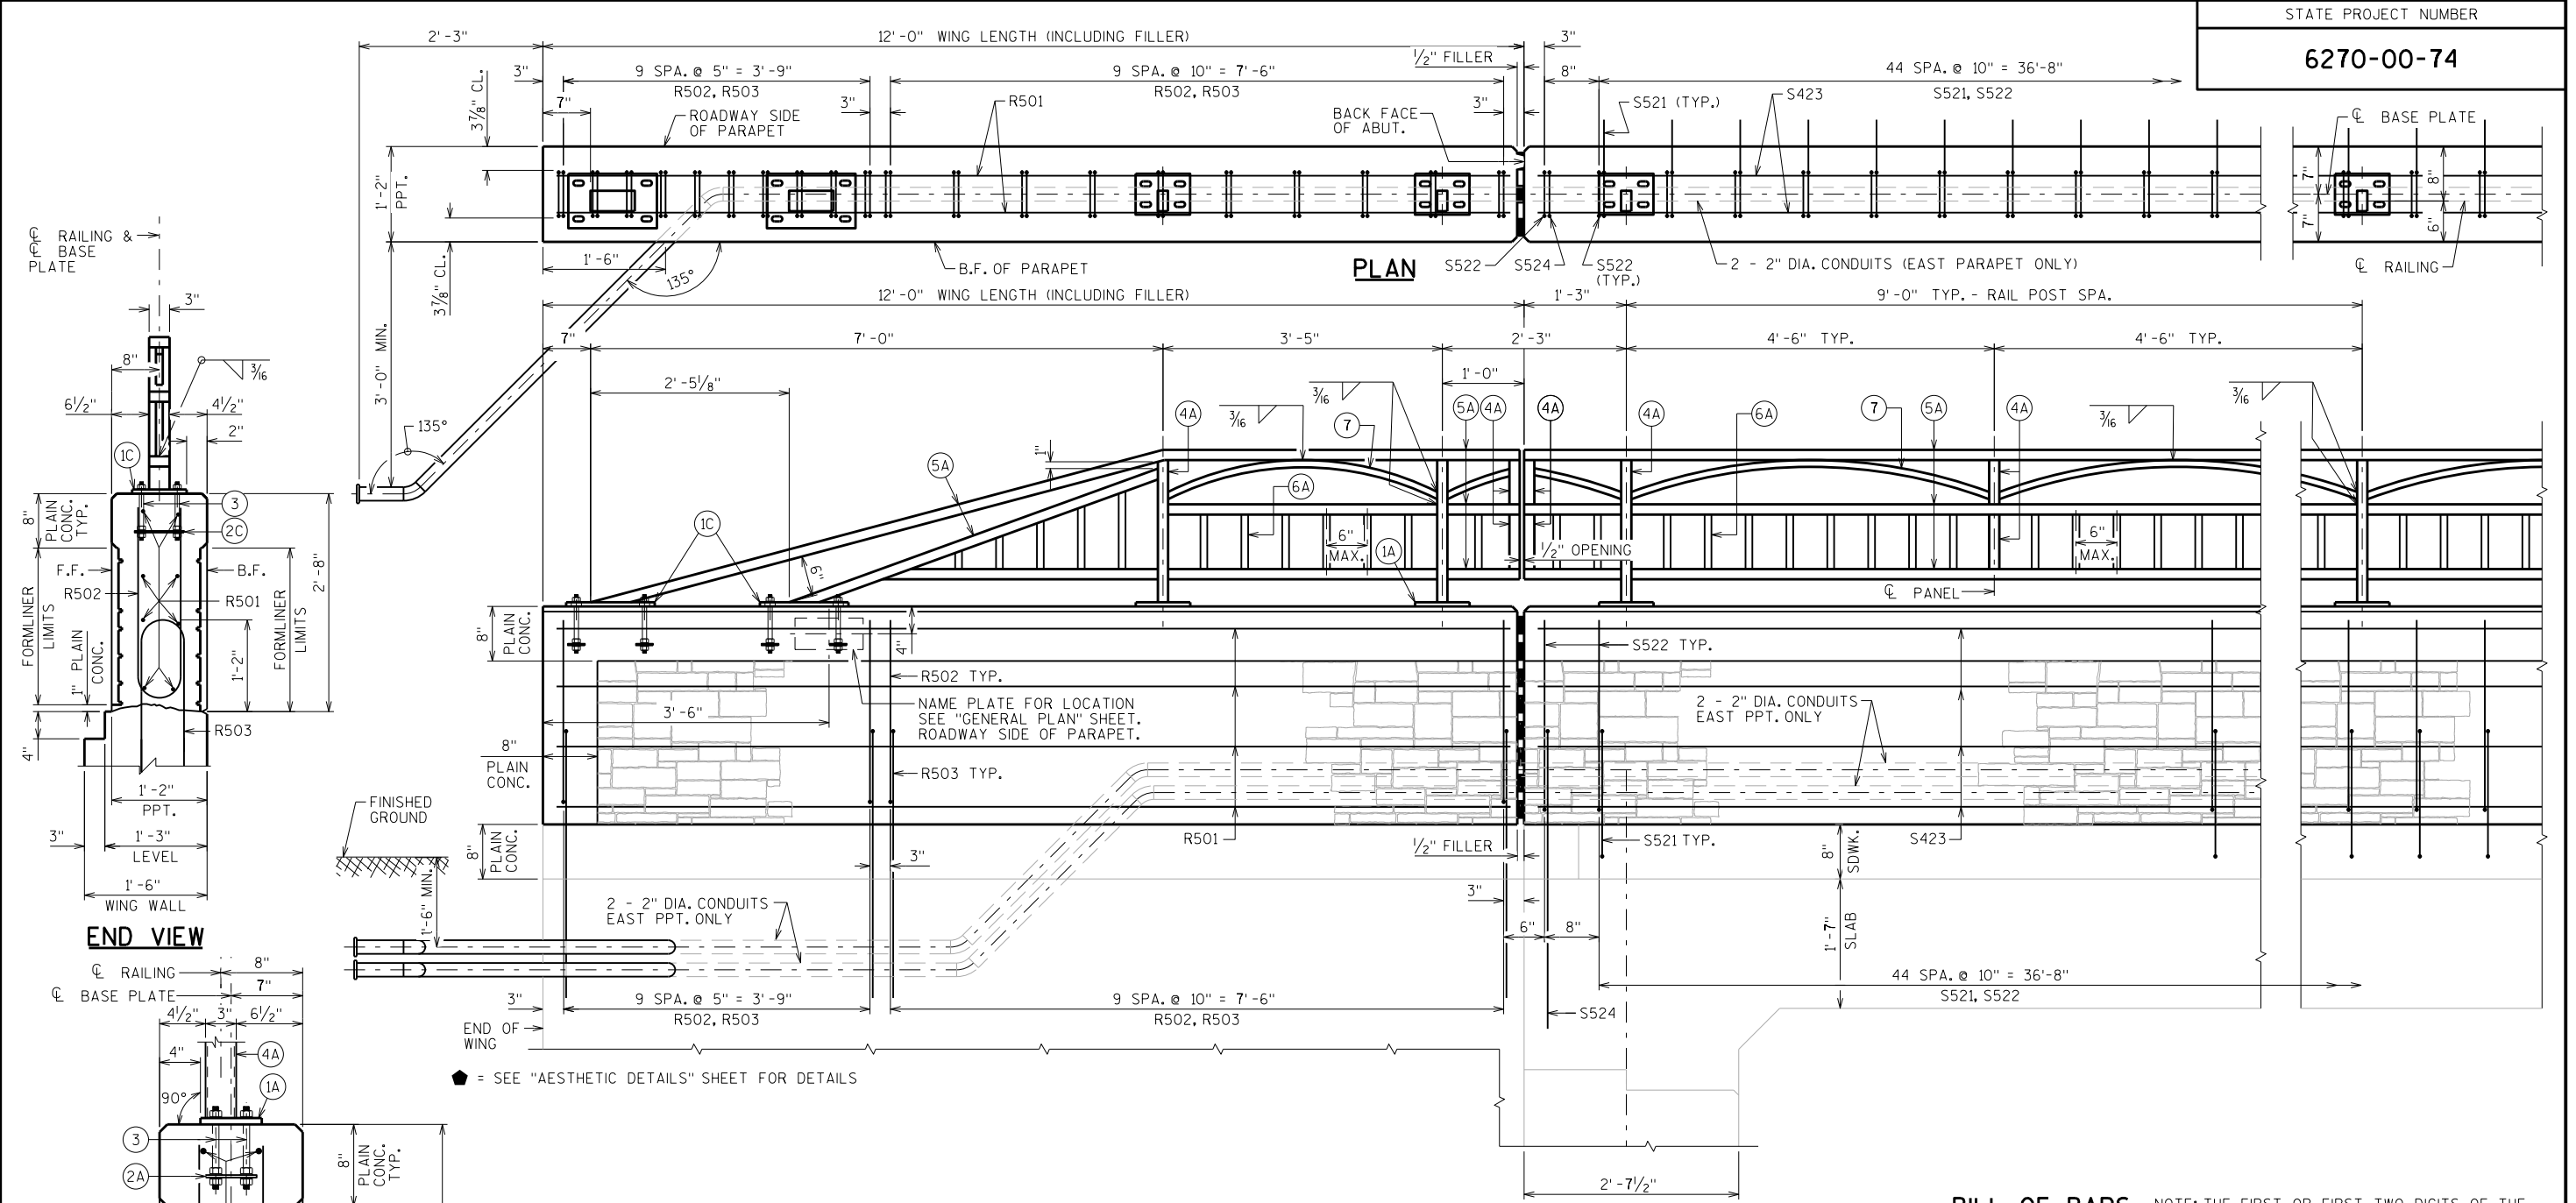 STATE PROJECT NUMBER
6270-00-74
2'-3"
12'-0" WING LENGTH (INCLUDING FILLER)
3"
1/2" FILLER
3"
9 SPA. @ 5" = 3'-9"
R502, R503
9 SPA. @ 10" = 7'-6"
R502, R503
8"
44 SPA. @ 10" = 36'-8"
S521, S522
3 7/8" CL.
7"
ROADWAY SIDE
OF PARAPET
3"
R501
3"
BACK FACE
OF ABUT.
S521 (TYP.)
S423
℄ BASE PLATE
1'-2"
PPT.
7"
8"
7"
6"
3 7/8" CL.
1'-6"
135°
B.F. OF PARAPET
PLAN
S522
S524
S522
(TYP.)
2 - 2" DIA. CONDUITS (EAST PARAPET ONLY)
℄ RAILING
3'-0" MIN.
135°
℄ RAILING &
℄ BASE
PLATE
3"
8"
3/16
6 1/2"
4 1/2"
2"
1C
3
2C
8"
PLAIN
CONC.
TYP.
F.F.
B.F.
R502
R501
FORMLINER
LIMITS
1" PLAIN
CONC.
1'-2"
FORMLINER
LIMITS
2'-8"
R503
4"
1'-2"
PPT.
3"
1'-3"
LEVEL
1'-6"
WING WALL
END VIEW
12'-0" WING LENGTH (INCLUDING FILLER)
1'-3"
9'-0" TYP. - RAIL POST SPA.
7"
7'-0"
3'-5"
2'-3"
4'-6" TYP.
4'-6" TYP.
2'-5 1/8"
1'-0"
3/16
3/16
3/16
3/16
4A
7
5A
4A
4A
4A
6A
7
5A
4A
1"
5A
6A
1C
6"
6"
MAX.
1A
1/2" OPENING
6"
MAX.
℄ PANEL
8"
PLAIN
CONC.
4"
R502 TYP.
S522 TYP.
NAME PLATE FOR LOCATION
SEE "GENERAL PLAN" SHEET.
ROADWAY SIDE OF PARAPET.
3'-6"
2 - 2" DIA. CONDUITS
EAST PPT. ONLY
8"
PLAIN
CONC.
R503 TYP.
FINISHED
GROUND
8"
PLAIN
CONC.
3"
R501
1/2" FILLER
S521 TYP.
S423
8"
SDWK.
1'-6" MIN.
2 - 2" DIA. CONDUITS
EAST PPT. ONLY
3"
6"
8"
1'-7"
SLAB
44 SPA. @ 10" = 36'-8"
S521, S522
3"
9 SPA. @ 5" = 3'-9"
R502, R503
9 SPA. @ 10" = 7'-6"
R502, R503
S524
END OF
WING
= SEE "AESTHETIC DETAILS" SHEET FOR DETAILS
2'-7 1/2"
℄ RAILING
8"
℄ BASE PLATE
7"
4 1/2"
3"
6 1/2"
4"
4A
1A
90°
3
2A
8"
PLAIN
CONC.
TYP.
BILL OF BARS
NOTE: THE FIRST OR FIRST TWO DIGITS OF THE